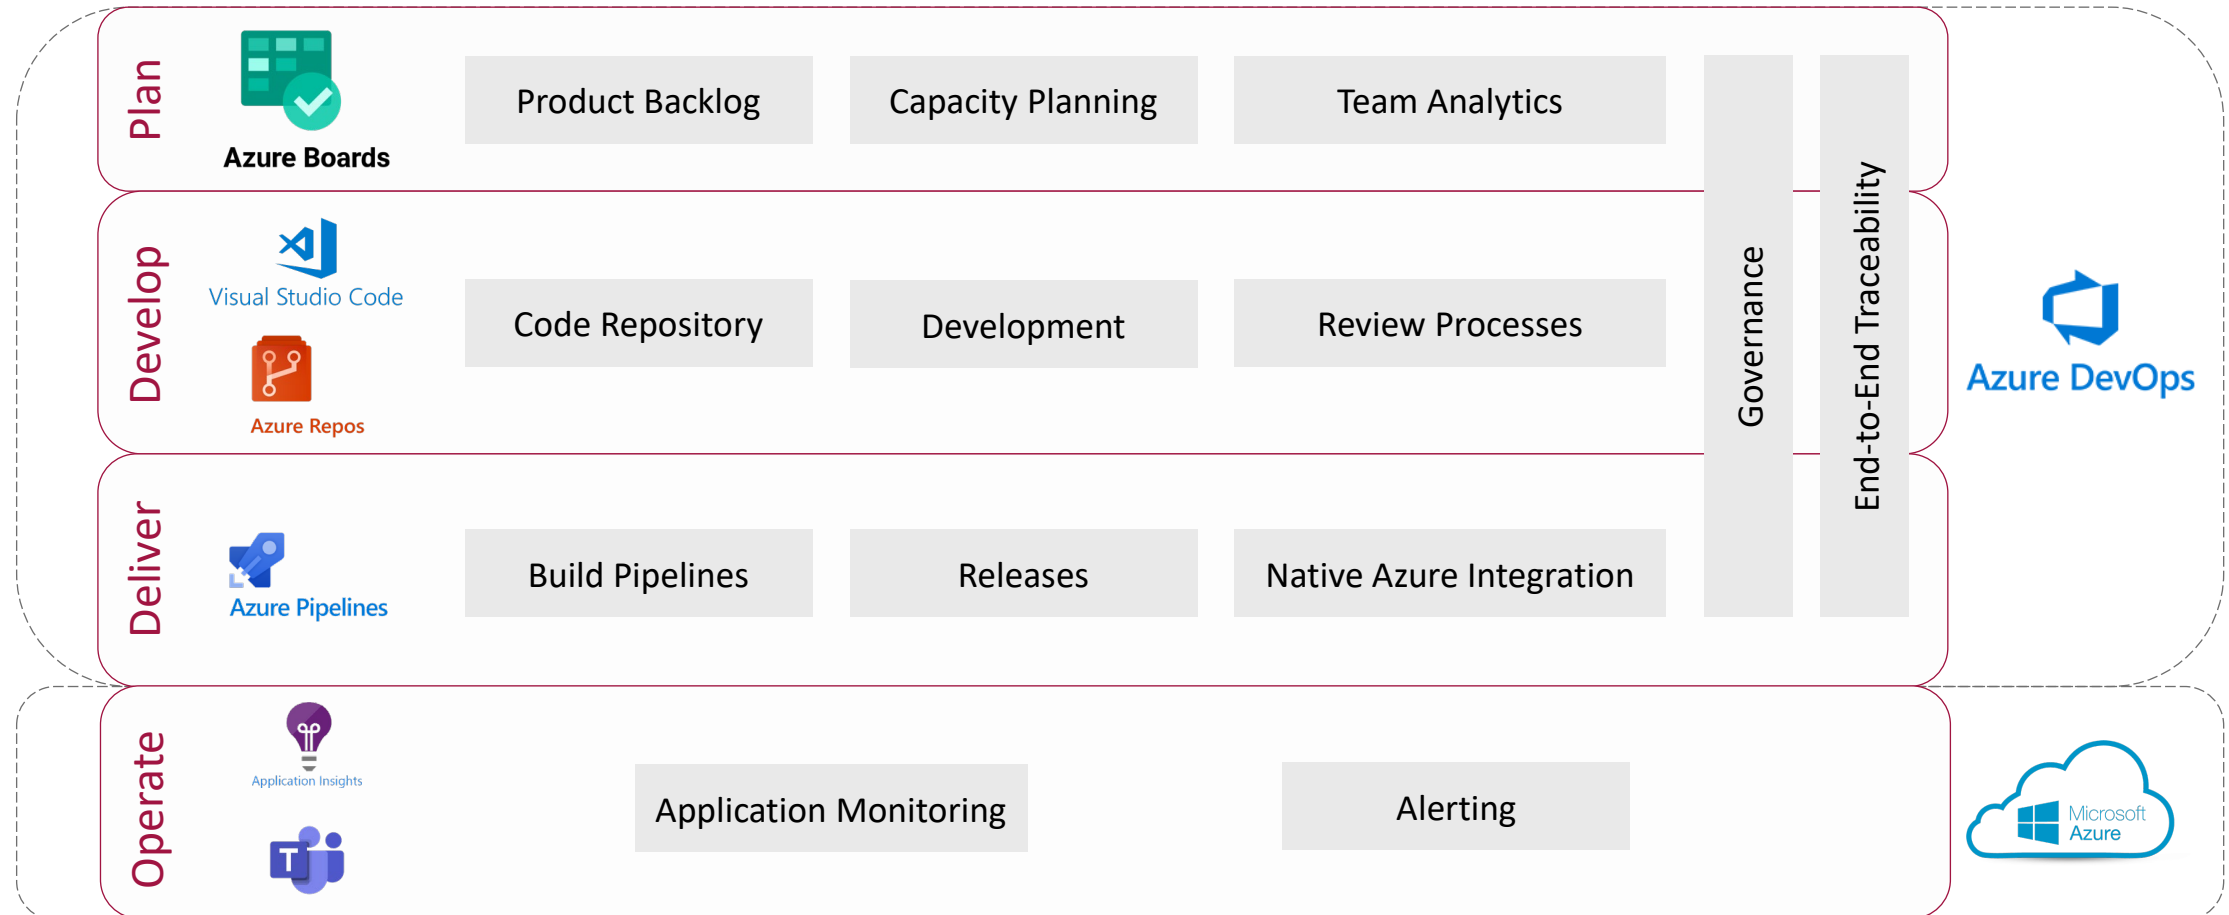 Plan
Azure Boards
Product Backlog
Capacity Planning
Team Analytics
Governance
End-to-End Traceability
Develop
Visual Studio Code
Azure Repos
Code Repository
Development
Review Processes
Azure DevOps
Deliver
Azure Pipelines
Build Pipelines
Releases
Native Azure Integration
Operate
Application Insights
T
Application Monitoring
Alerting
Microsoft
Azure